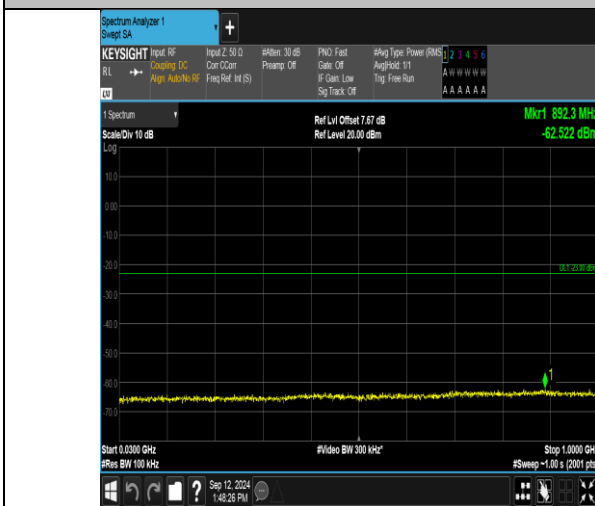 Spectrum Analyzer 1
Swept SA
+
KEYSIGHT Input: RF Input Z: 50 Ω #Atten: 30 dB PNO: Fast #Avg Type: Power (RMS 1 2 3 4 5 6
RL Coupling: DC Corr CCorr Preamp: Off Gate: Off Avg|Hold: 1/1 A W W W W W
Align: Auto/No RF Freq Ref: Int (S) IF Gain: Low Trig: Free Run
Sig Track: Off A A A A A A
1 Spectrum Ref Lvl Offset 7.67 dB Mkr1 892.3 MHz
Scale/Div 10 dB Ref Level 20.00 dBm -62.522 dBm
Log
10.0
0.00
-10.0
-20.0
DL1 -23.00 dBm
-30.0
-40.0
-50.0
1
-60.0
-70.0
Start 0.0300 GHz #Video BW 300 kHz* Stop 1.0000 GH
#Res BW 100 kHz #Sweep ~1.00 s (2001 pts
? Sep 12, 2024
1:48:26 PM